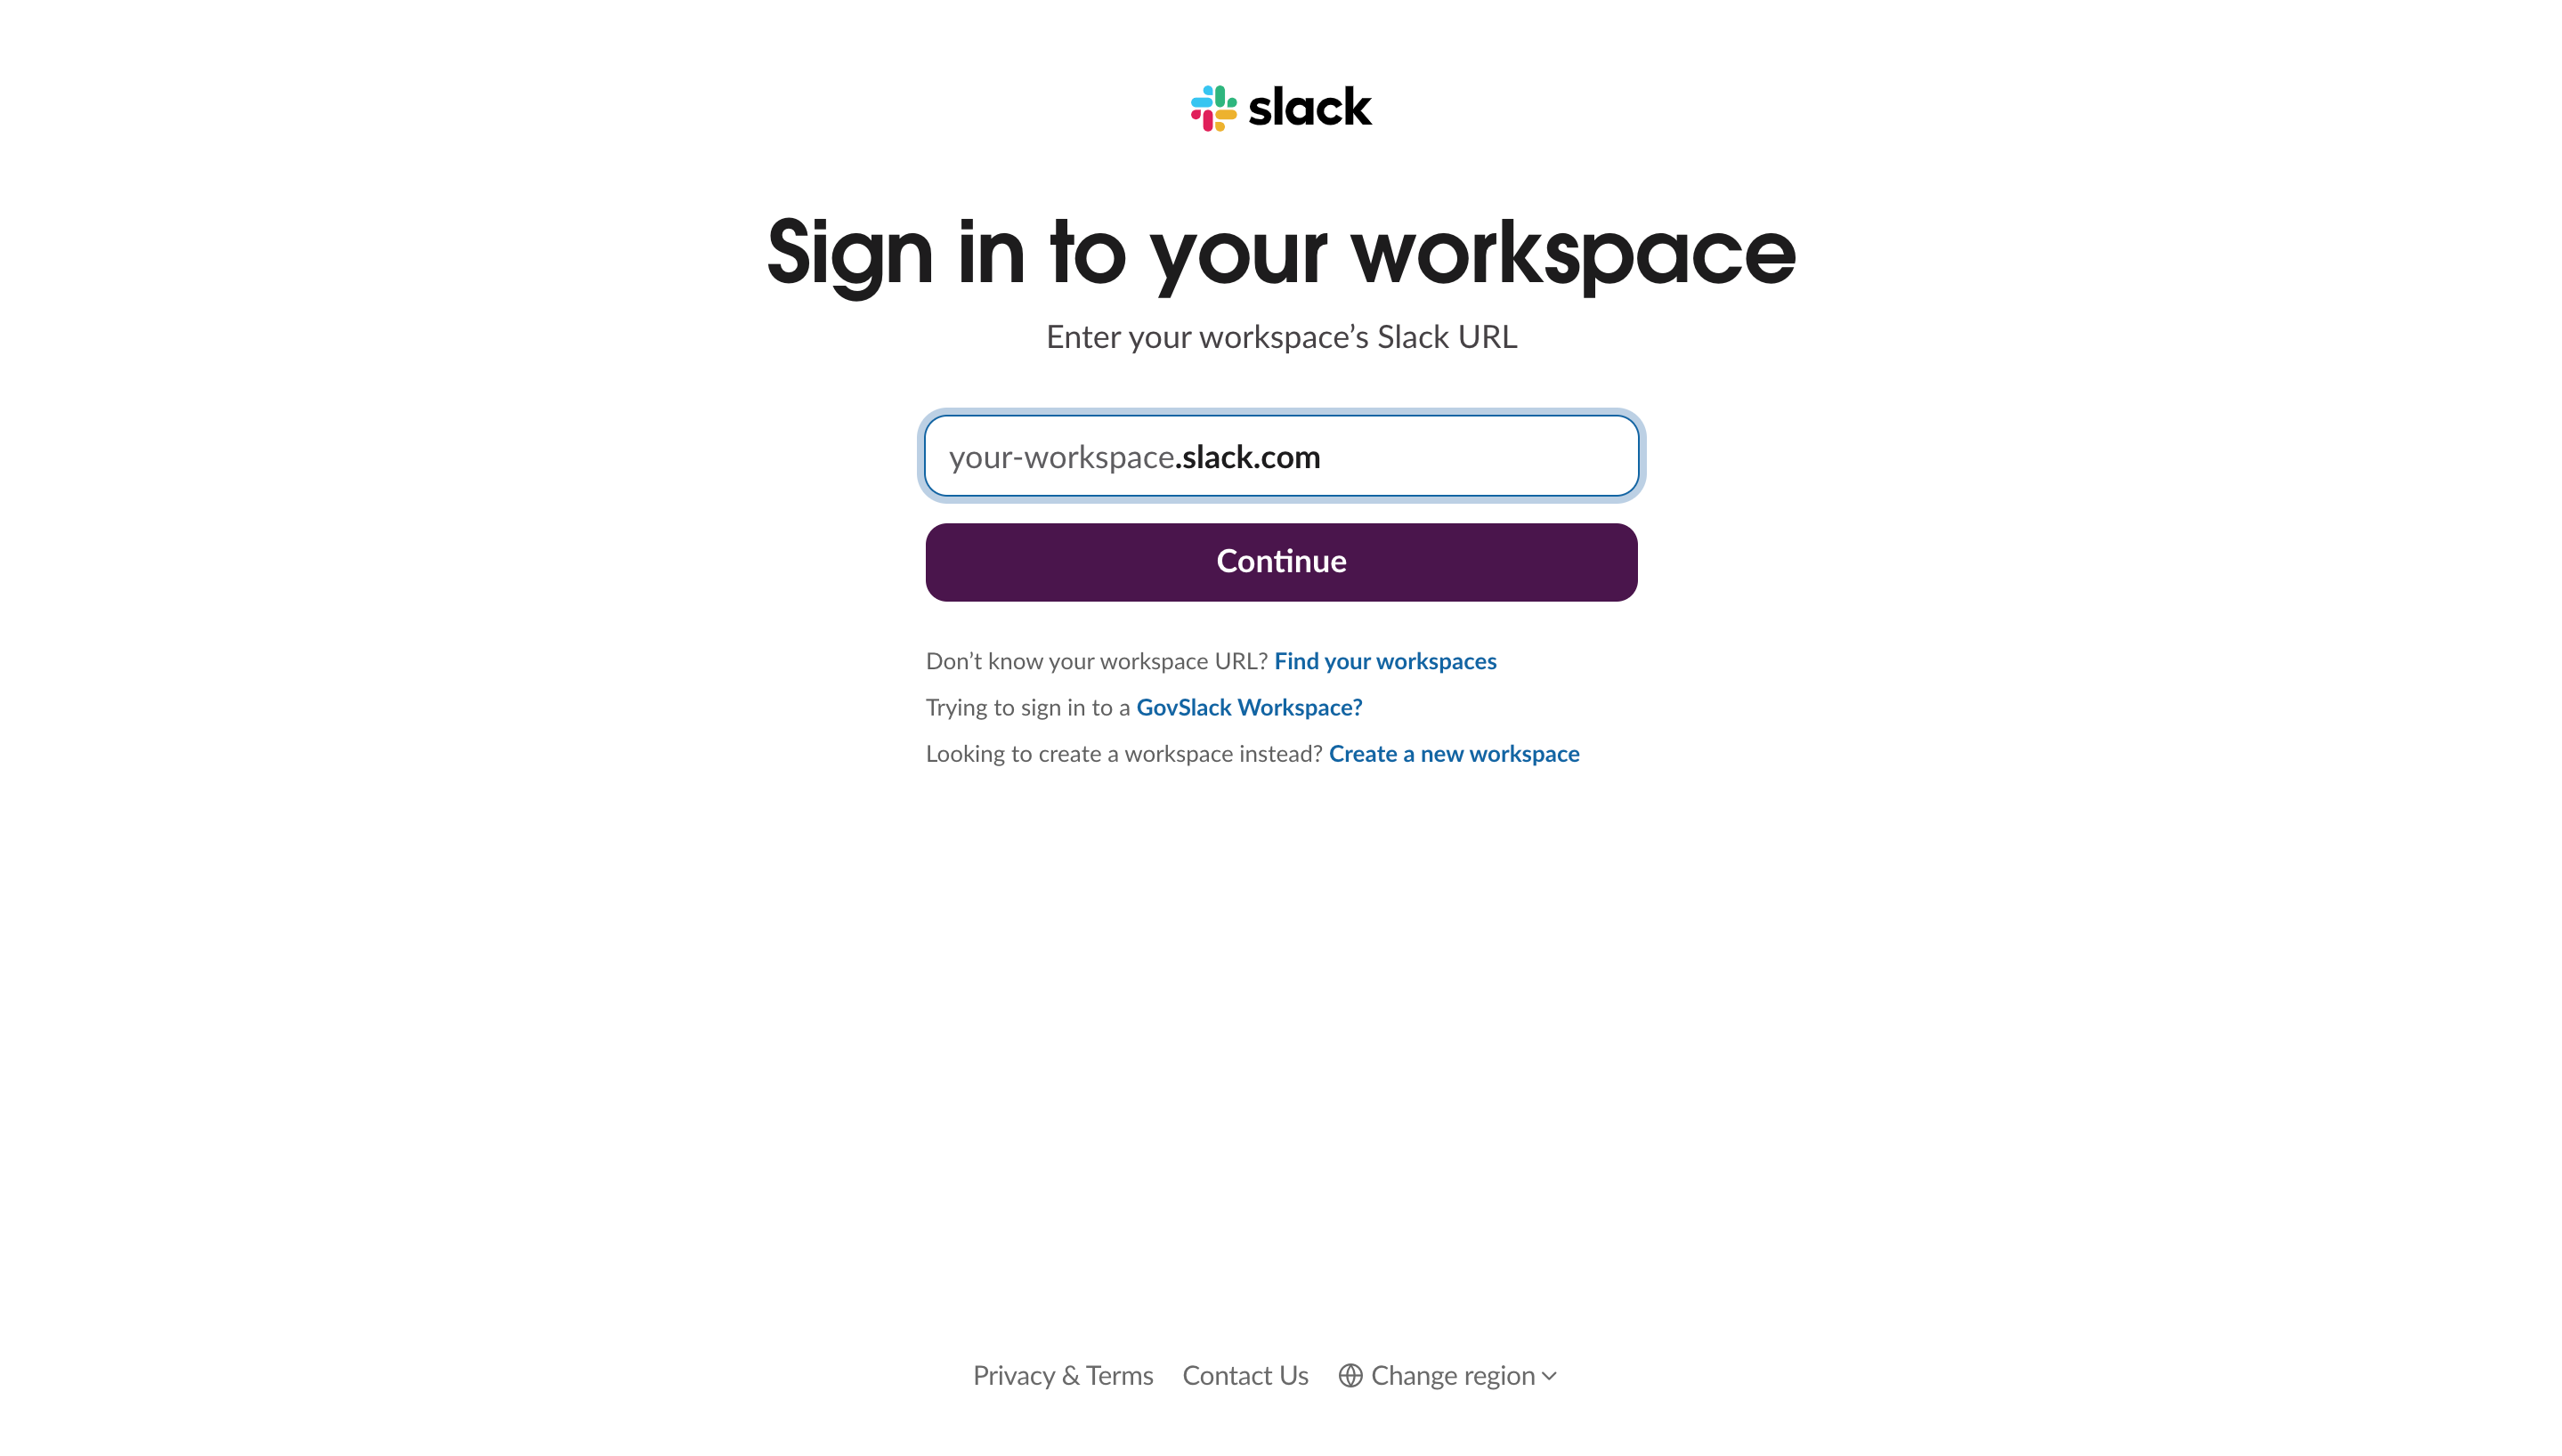 slack
Sign in to your workspace
Enter your workspace’s Slack URL
your-workspace.slack.com
Continue
Don’t know your workspace URL? Find your workspaces
Trying to sign in to a GovSlack Workspace?
Looking to create a workspace instead? Create a new workspace
Privacy & Terms Contact Us Change region